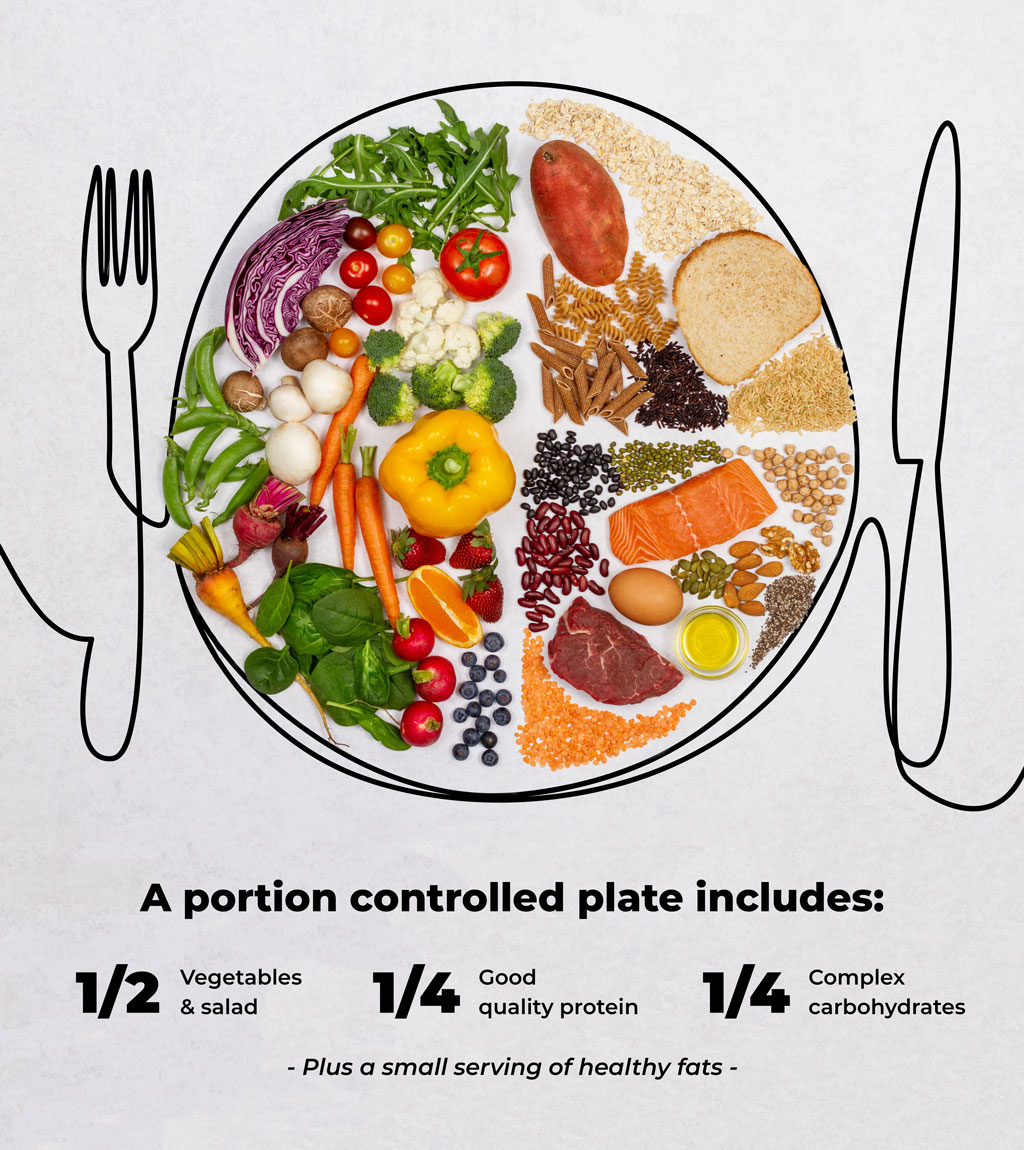 A portion controlled plate includes:
1/2 Vegetables
& salad
1/4 Good
quality protein
1/4 Complex
carbohydrates
- Plus a small serving of healthy fats -